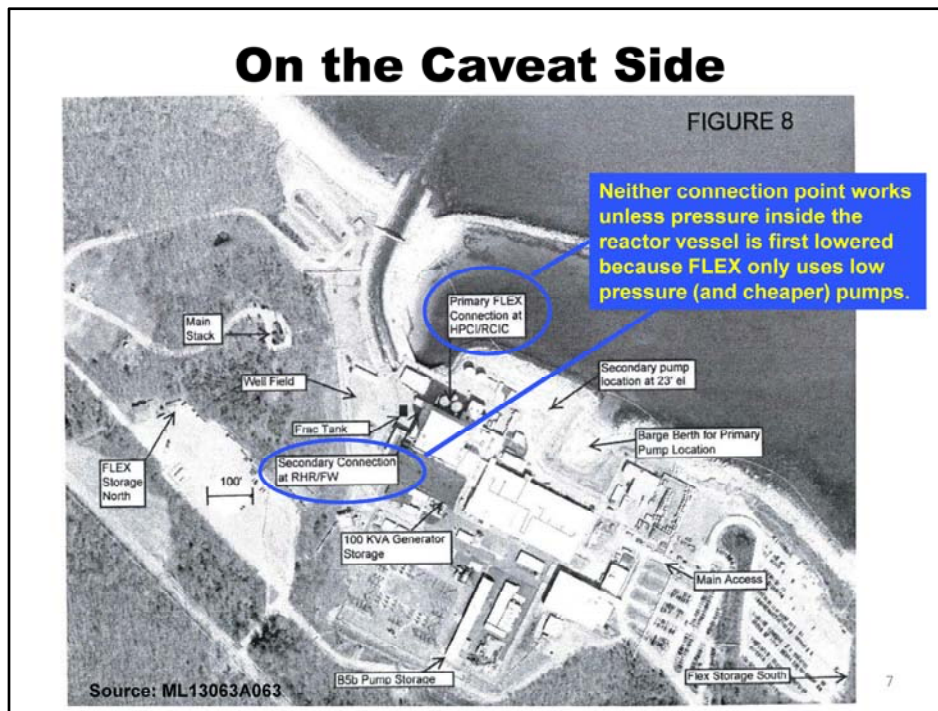 On the Caveat Side
FIGURE 8
Neither connection point works
unless pressure inside the
reactor vessel is first lowered
because FLEX only uses low
pressure (and cheaper) pumps.
Primary FLEX
Connection at
HPCI/RCIC
Main
Stack
Well Field
Secondary pump
location at 23' el
Frac Tank
Barge Berth for Primary
Pump Location
Secondary Connection
at RHR/FW
FLEX
Storage
North
100'
100 KVA Generator
Storage
Main Access
B5b Pump Storage
Flex Storage South
Source: ML13063A063
7